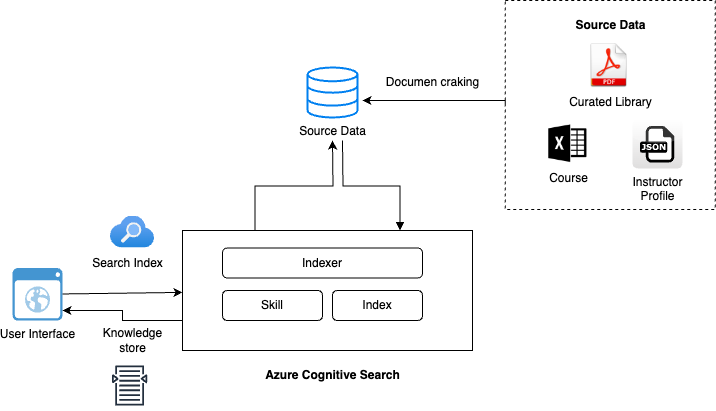 Source Data
PDF
Curated Library
Documen craking
Source Data
X
Course
JSON
Instructor
Profile
Search Index
Indexer
Skill
Index
User Interface
Knowledge
store
Azure Cognitive Search